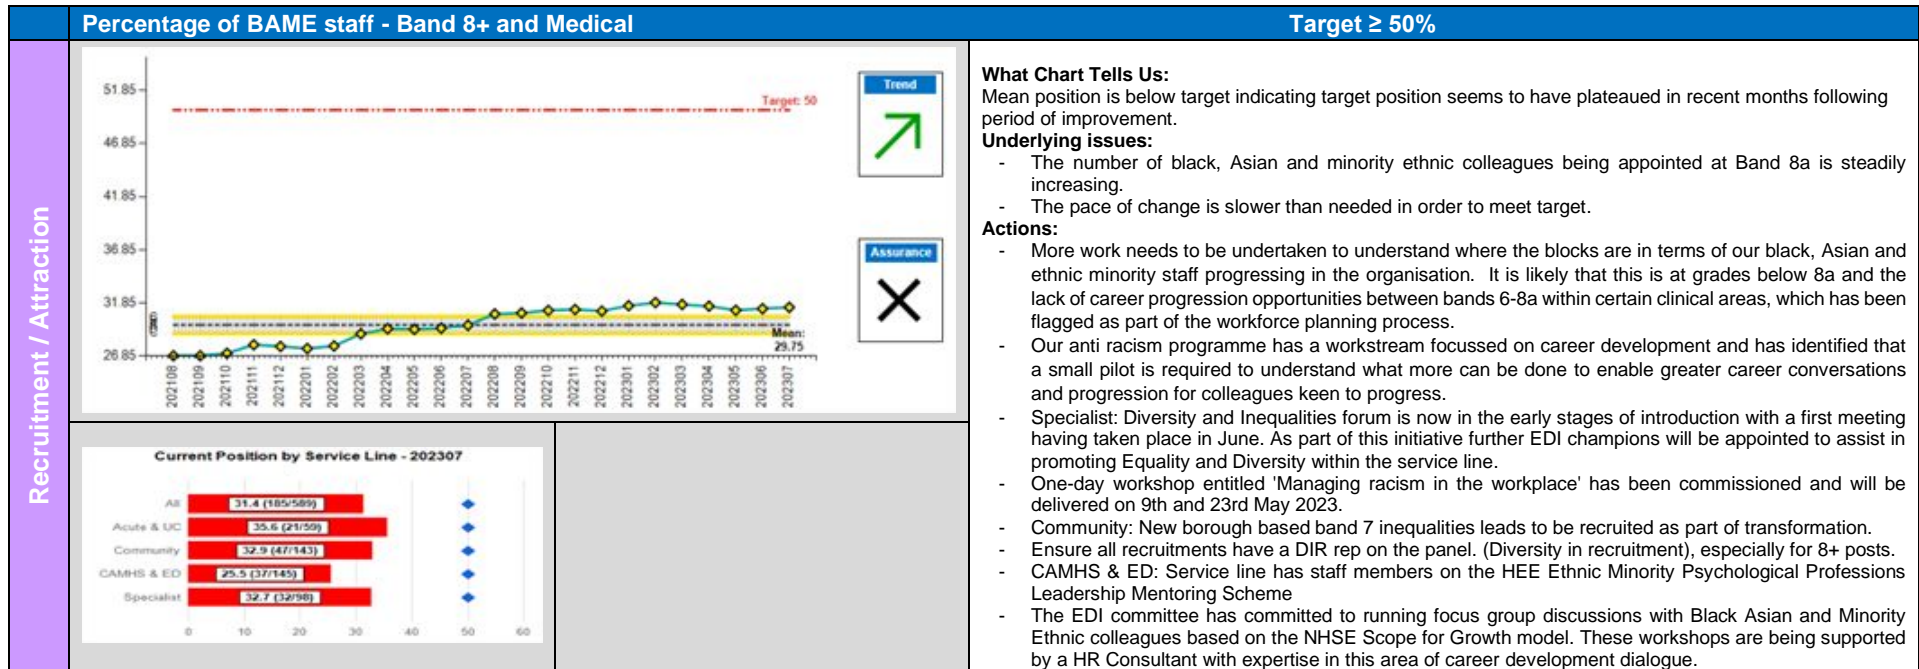 Percentage of BAME staff - Band 8+ and Medical
Target ≥ 50%
Recruitment / Attraction
51.85
46.85
41.85
36.85
31.85
26.85
Target: 50
Mean:
29.75
202108
202109
202110
202111
202112
202201
202202
202203
202204
202205
202206
202207
202208
202209
202210
202211
202212
202301
202302
202303
202304
202305
202306
202307
Trend
Assurance
Current Position by Service Line - 202307
All
31.4 (185/589)
Acute & UC
35.6 (21/59)
Community
32.9 (47/143)
CAMHS & ED
25.5 (37/145)
Specialist
32.7 (32/98)
0 10 20 30 40 50 60
What Chart Tells Us:
Mean position is below target indicating target position seems to have plateaued in recent months following
period of improvement.
Underlying issues:
- The number of black, Asian and minority ethnic colleagues being appointed at Band 8a is steadily
increasing.
- The pace of change is slower than needed in order to meet target.
Actions:
- More work needs to be undertaken to understand where the blocks are in terms of our black, Asian and
ethnic minority staff progressing in the organisation. It is likely that this is at grades below 8a and the
lack of career progression opportunities between bands 6-8a within certain clinical areas, which has been
flagged as part of the workforce planning process.
- Our anti racism programme has a workstream focussed on career development and has identified that
a small pilot is required to understand what more can be done to enable greater career conversations
and progression for colleagues keen to progress.
- Specialist: Diversity and Inequalities forum is now in the early stages of introduction with a first meeting
having taken place in June. As part of this initiative further EDI champions will be appointed to assist in
promoting Equality and Diversity within the service line.
- One-day workshop entitled 'Managing racism in the workplace' has been commissioned and will be
delivered on 9th and 23rd May 2023.
- Community: New borough based band 7 inequalities leads to be recruited as part of transformation.
- Ensure all recruitments have a DIR rep on the panel. (Diversity in recruitment), especially for 8+ posts.
- CAMHS & ED: Service line has staff members on the HEE Ethnic Minority Psychological Professions
Leadership Mentoring Scheme
- The EDI committee has committed to running focus group discussions with Black Asian and Minority
Ethnic colleagues based on the NHSE Scope for Growth model. These workshops are being supported
by a HR Consultant with expertise in this area of career development dialogue.